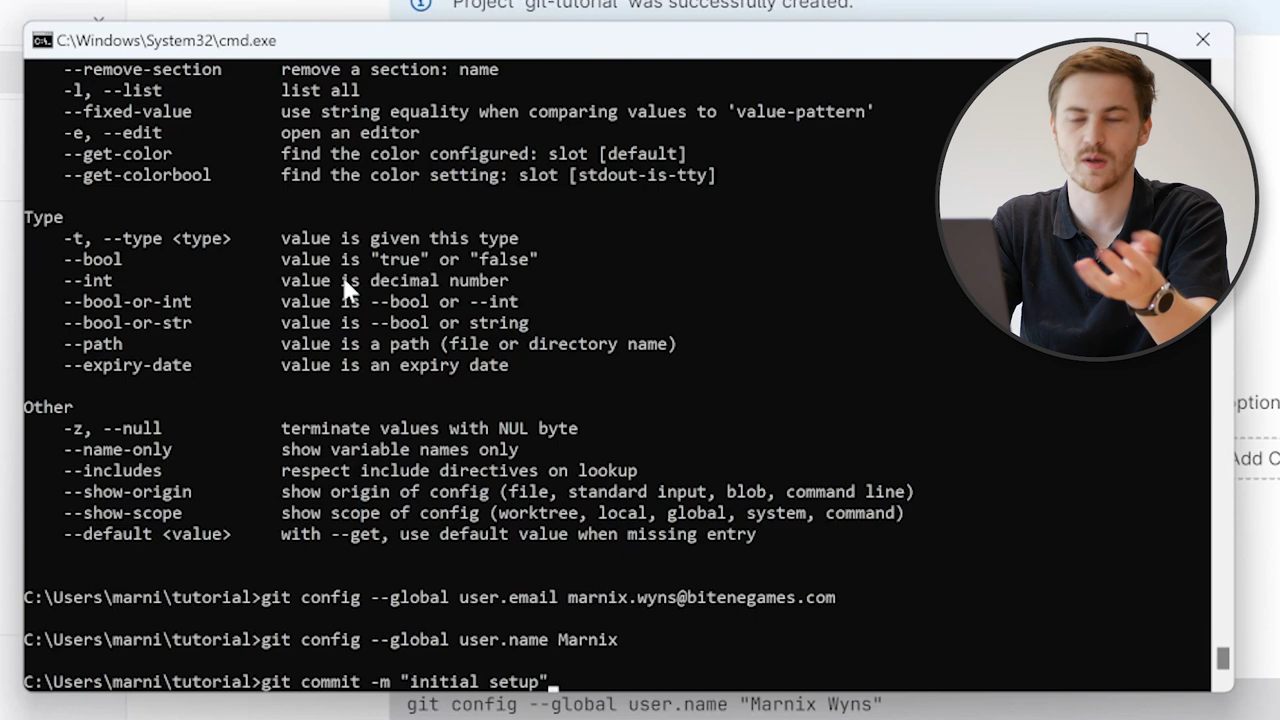 Project 'git-tutorial' was successfully created.
C:\Windows\System32\cmd.exe
--remove-section remove a section: name
-l, --list list all
--fixed-value use string equality when comparing values to 'value-pattern'
-e, --edit open an editor
--get-color find the color configured: slot [default]
--get-colorbool find the color setting: slot [stdout-is-tty]
Type
-t, --type <type> value is given this type
--bool value is "true" or "false"
--int value is decimal number
--bool-or-int value is --bool or --int
--bool-or-str value is --bool or string
--path value is a path (file or directory name)
--expiry-date value is an expiry date
Other
-z, --null terminate values with NUL byte
--name-only show variable names only
--includes respect include directives on lookup
--show-origin show origin of config (file, standard input, blob, command line)
--show-scope show scope of config (worktree, local, global, system, command)
--default <value> with --get, use default value when missing entry
C:\Users\marni\tutorial>git config --global user.email marnix.wyns@bitenegames.com
C:\Users\marni\tutorial>git config --global user.name Marnix
C:\Users\marni\tutorial>git commit -m "initial setup"
git config --global user.name "Marnix Wyns"